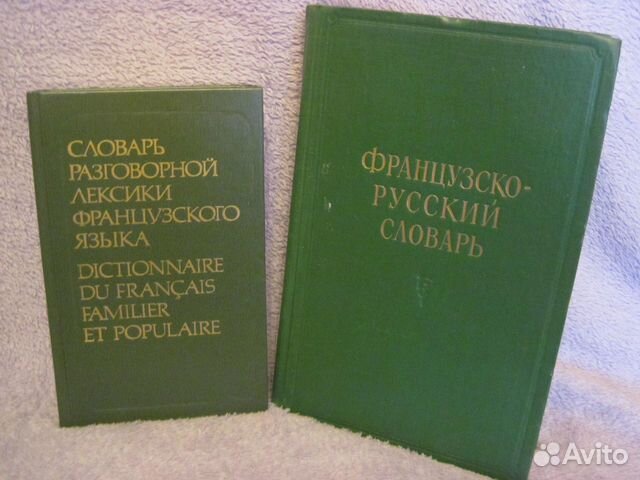 СЛОВАРЬ
РАЗГОВОРНОЙ
ЛЕКСИКИ
ФРАНЦУЗСКОГО
ЯЗЫКА
DICTIONNAIRE
DU FRANÇAIS
FAMILIER
ET POPULAIRE
ФРАНЦУЗСКО-
РУССКИЙ
СЛОВАРЬ
Avito